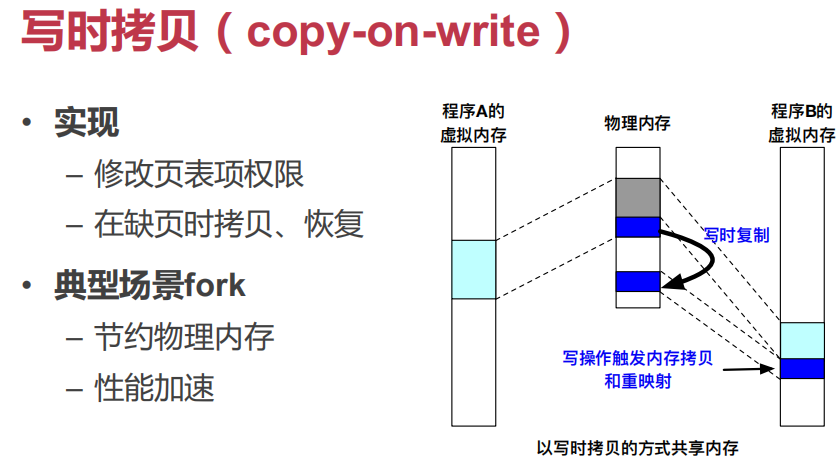 写时拷贝（copy-on-write）
• 实现
– 修改页表项权限
– 在缺页时拷贝、恢复
• 典型场景fork
– 节约物理内存
– 性能加速
程序A的
虚拟内存
物理内存
程序B的
虚拟内存
写时复制
写操作触发内存拷贝
和重映射
以写时拷贝的方式共享内存